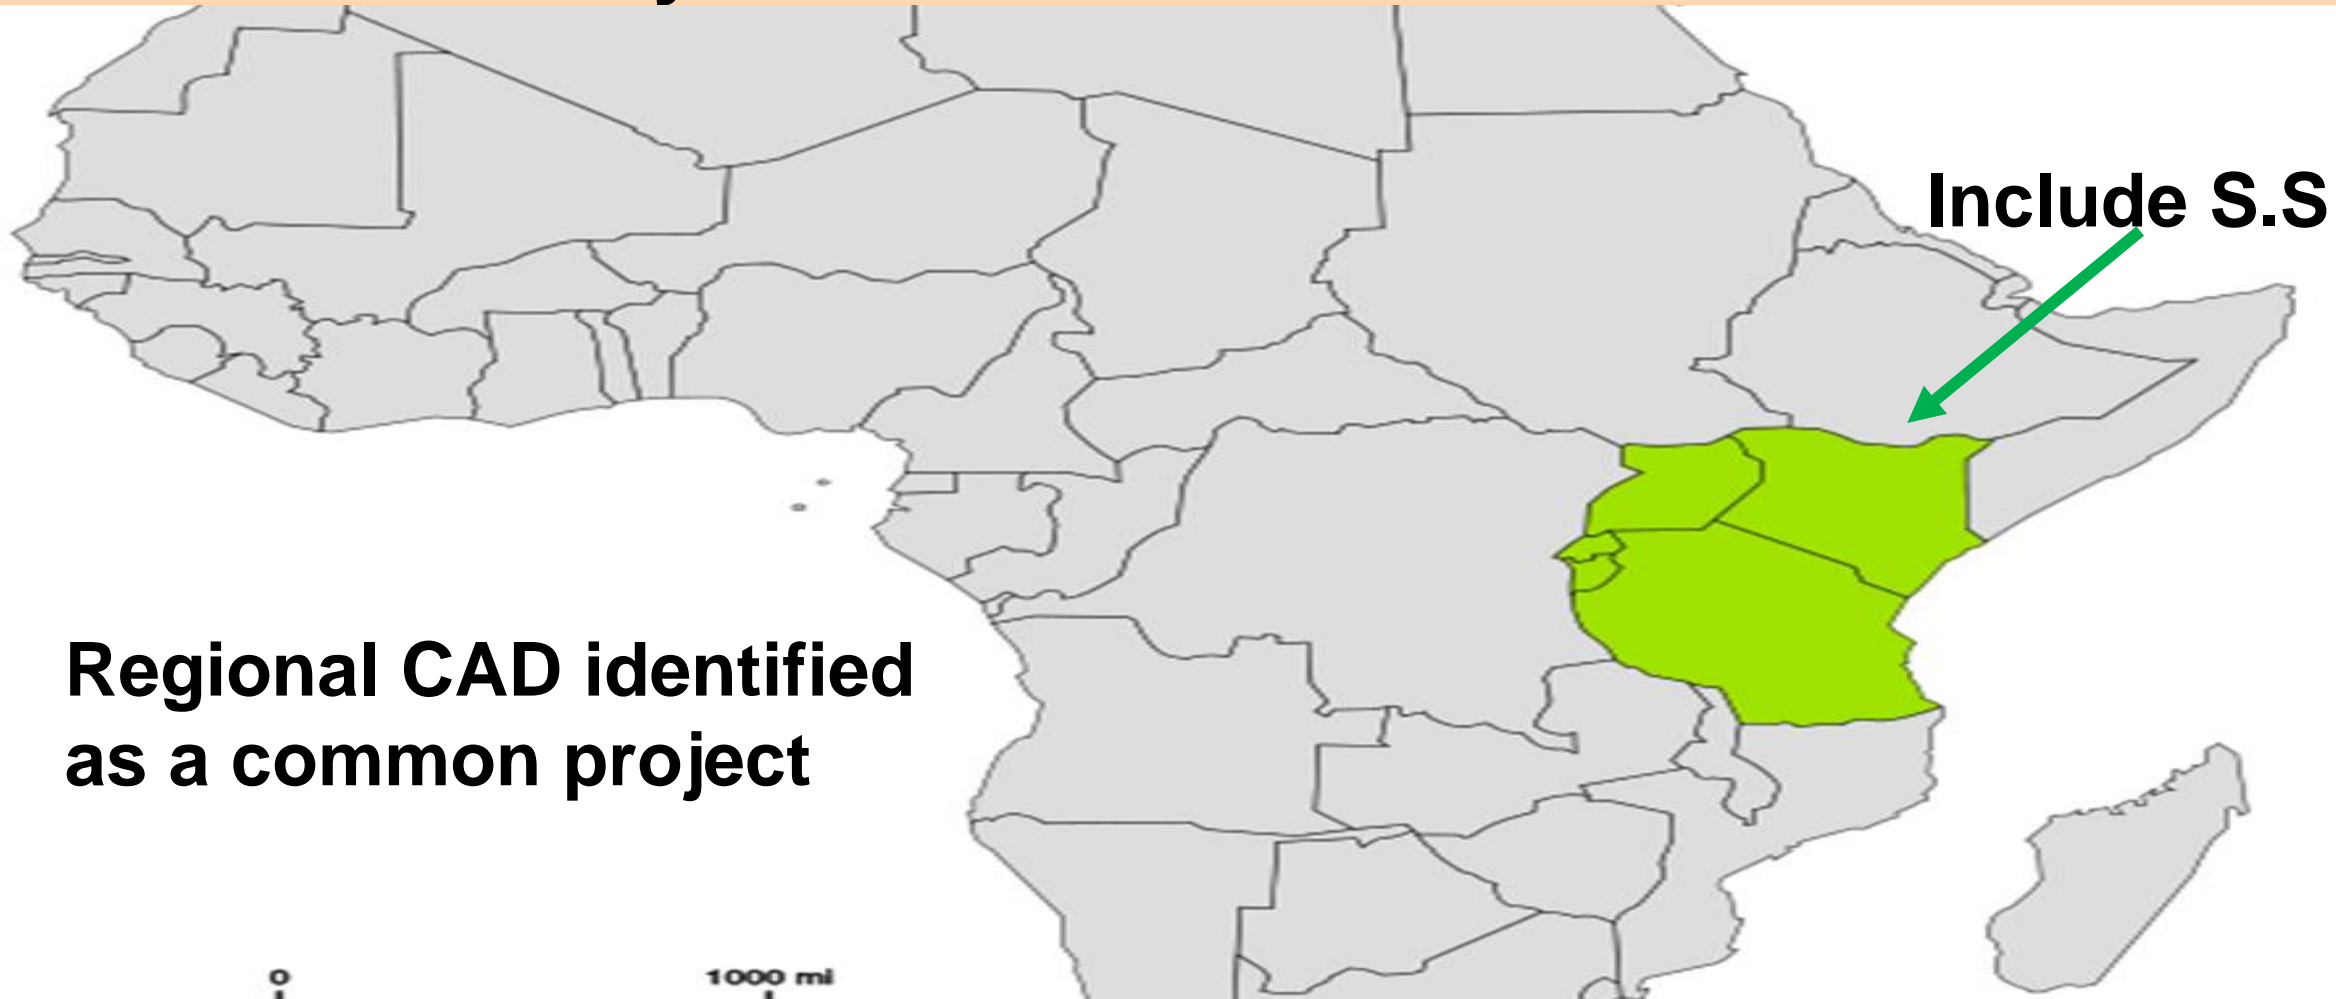 Include S.S
Regional CAD identified
as a common project
0
1000 mi